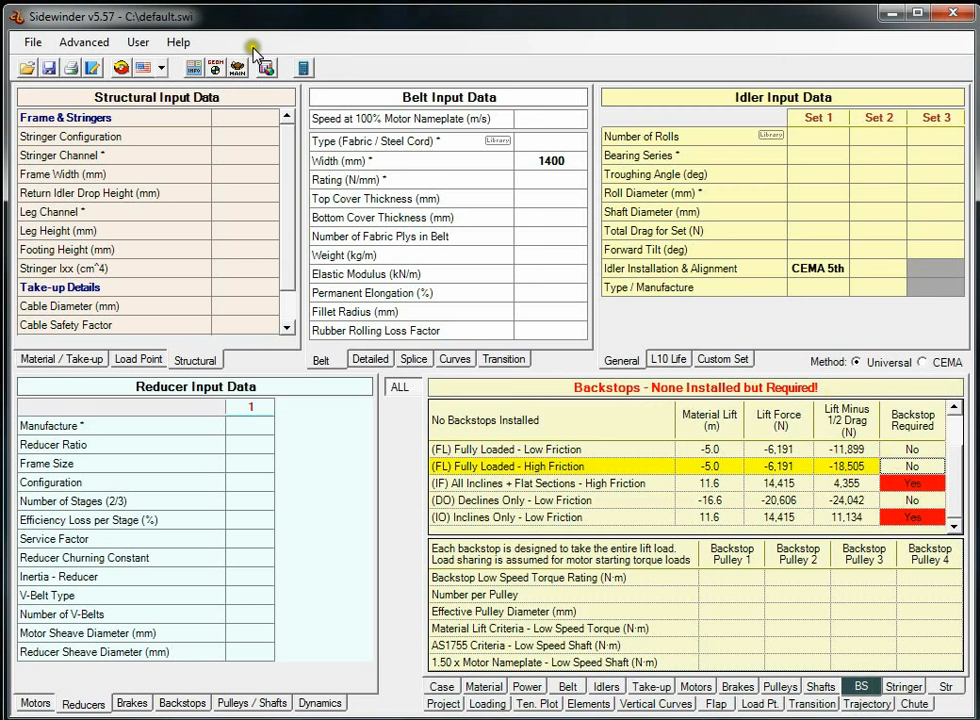 Sidewinder v5.57 - C:\default.swi
File Advanced User Help
INFO GEOM MAIN
Structural Input Data
Frame & Stringers
Stringer Configuration
Stringer Channel *
Frame Width (mm)
Return Idler Drop Height (mm)
Leg Channel *
Leg Height (mm)
Footing Height (mm)
Stringer Ixx (cm^4)
Take-up Details
Cable Diameter (mm)
Cable Safety Factor
Material / Take-up Load Point Structural
Belt Input Data
Speed at 100% Motor Nameplate (m/s)
Type (Fabric / Steel Cord) * Library
Width (mm) * 1400
Rating (N/mm) *
Top Cover Thickness (mm)
Bottom Cover Thickness (mm)
Number of Fabric Plys in Belt
Weight (kg/m)
Elastic Modulus (kN/m)
Permanent Elongation (%)
Fillet Radius (mm)
Rubber Rolling Loss Factor
Belt Detailed Splice Curves Transition
Idler Input Data
Set 1 Set 2 Set 3
Number of Rolls Library
Bearing Series *
Troughing Angle (deg)
Roll Diameter (mm) *
Shaft Diameter (mm)
Total Drag for Set (N)
Forward Tilt (deg)
Idler Installation & Alignment CEMA 5th
Type / Manufacture
General L10 Life Custom Set Method: Universal CEMA
Reducer Input Data
1
Manufacture *
Reducer Ratio
Frame Size
Configuration
Number of Stages (2/3)
Efficiency Loss per Stage (%)
Service Factor
Reducer Churning Constant
Inertia - Reducer
V-Belt Type
Number of V-Belts
Motor Sheave Diameter (mm)
Reducer Sheave Diameter (mm)
Motors Reducers Brakes Backstops Pulleys / Shafts Dynamics
ALL
Backstops - None Installed but Required!
No Backstops Installed Material Lift (m) Lift Force (N) Lift Minus 1/2 Drag (N) Backstop Required
(FL) Fully Loaded - Low Friction -5.0 -6,191 -11,899 No
(FL) Fully Loaded - High Friction -5.0 -6,191 -18,505 No
(IF) All Inclines + Flat Sections - High Friction 11.6 14,415 4,355 Yes
(DO) Declines Only - Low Friction -16.6 -20,606 -24,042 No
(IO) Inclines Only - Low Friction 11.6 14,415 11,134 Yes
Each backstop is designed to take the entire lift load.
Load sharing is assumed for motor starting torque loads
Backstop Pulley 1 Backstop Pulley 2 Backstop Pulley 3 Backstop Pulley 4
Backstop Low Speed Torque Rating (N·m)
Number per Pulley
Effective Pulley Diameter (mm)
Material Lift Criteria - Low Speed Torque (N·m)
AS1755 Criteria - Low Speed Shaft (N·m)
1.50 x Motor Nameplate - Low Speed Shaft (N·m)
Case Material Power Belt Idlers Take-up Motors Brakes Pulleys Shafts BS Stringer Str
Project Loading Ten. Plot Elements Vertical Curves Flap Load Pt. Transition Trajectory Chute